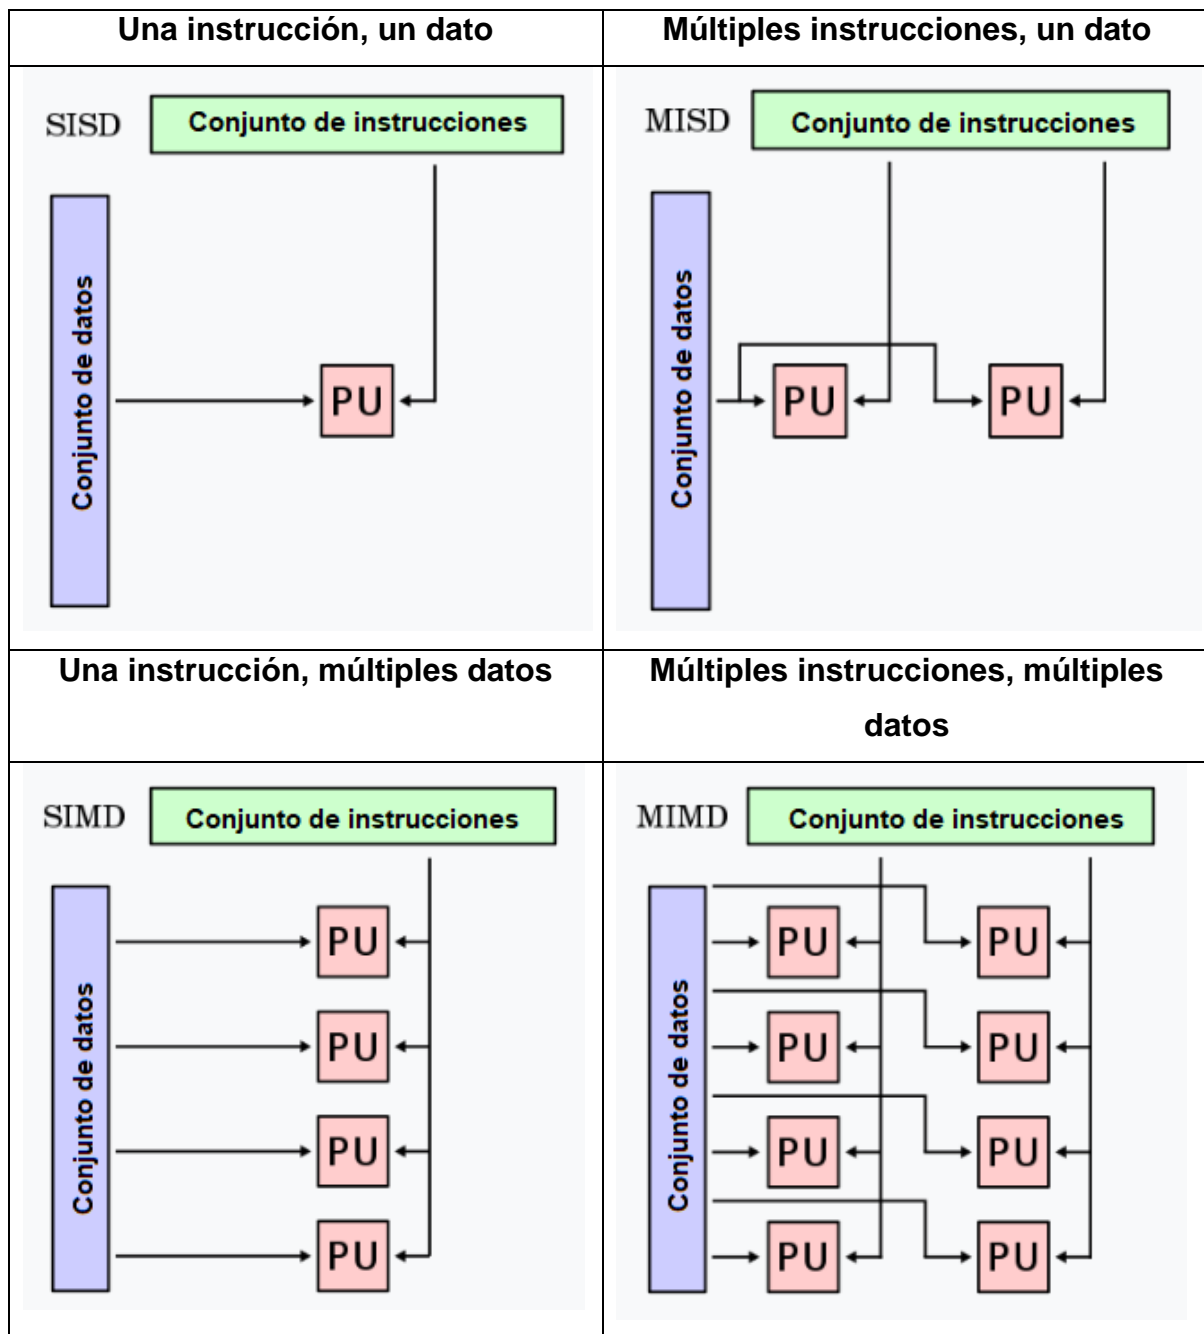 Una instrucción, un dato
Múltiples instrucciones, un dato
SISD
Conjunto de instrucciones
Conjunto de datos
PU
MISD
Conjunto de instrucciones
Conjunto de datos
PU
PU
Una instrucción, múltiples datos
Múltiples instrucciones, múltiples
datos
SIMD
Conjunto de instrucciones
Conjunto de datos
PU
PU
PU
PU
MIMD
Conjunto de instrucciones
Conjunto de datos
PU
PU
PU
PU
PU
PU
PU
PU